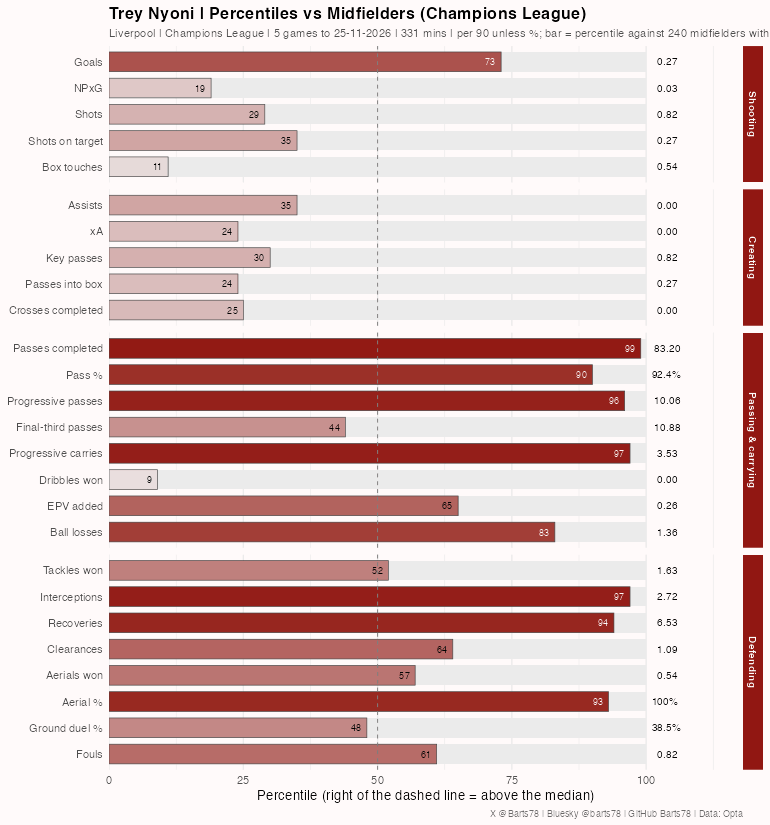 Trey Nyoni | Percentiles vs Midfielders (Champions League)
Liverpool | Champions League | 5 games to 25-11-2026 | 331 mins | per 90 unless %; bar = percentile against 240 midfielders with
Goals 73 0.27
NPxG 19 0.03
Shots 29 0.82
Shots on target 35 0.27
Box touches 11 0.54
Shooting
Assists 35 0.00
xA 24 0.00
Key passes 30 0.82
Passes into box 24 0.27
Crosses completed 25 0.00
Creating
Passes completed 99 83.20
Pass % 90 92.4%
Progressive passes 96 10.06
Final-third passes 44 10.88
Progressive carries 97 3.53
Dribbles won 9 0.00
EPV added 65 0.26
Ball losses 83 1.36
Passing & carrying
Tackles won 52 1.63
Interceptions 97 2.72
Recoveries 94 6.53
Clearances 64 1.09
Aerials won 57 0.54
Aerial % 93 100%
Ground duel % 48 38.5%
Fouls 61 0.82
Defending
0 25 50 75 100
Percentile (right of the dashed line = above the median)
X @Barts78 | Bluesky @barts78 | GitHub Barts78 | Data: Opta